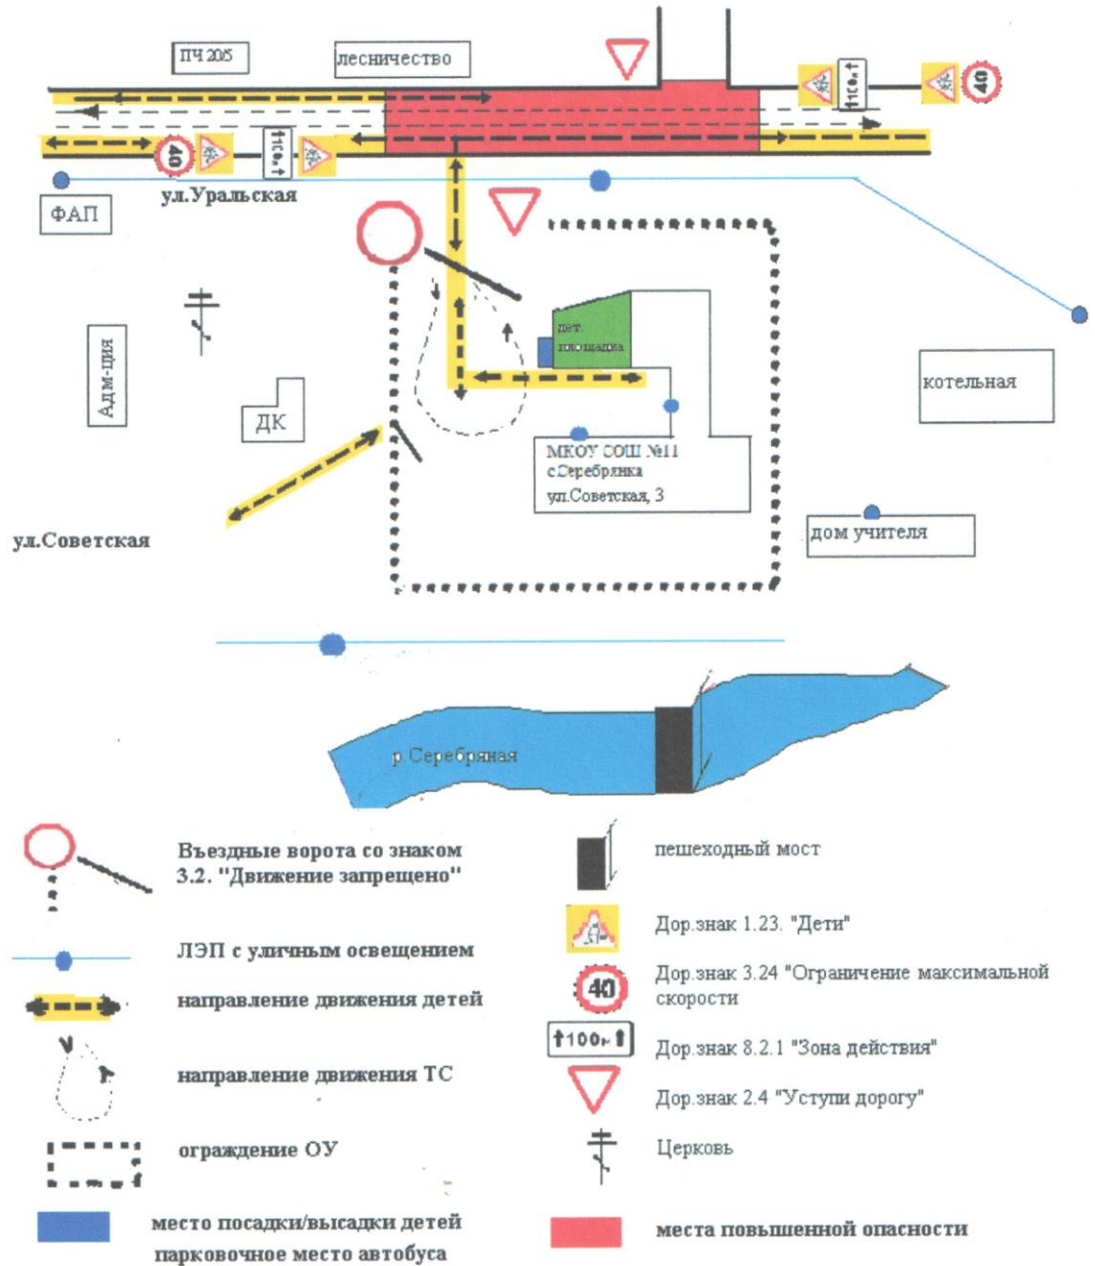 ПЧ 20/5
лесничество
100м
40
40
100м
ул.Уральская
ФАП
дет.
площадка
Адм-ция
котельная
ДК
МКОУ СОШ №11
с.Серебрянка
ул.Советская, 3
ул.Советская
дом учителя
р.Серебряная
Въездные ворота со знаком
3.2. "Движение запрещено"
ЛЭП с уличным освещением
направление движения детей
направление движения ТС
ограждение ОУ
место посадки/высадки детей
парковочное место автобуса
пешеходный мост
Дор.знак 1.23. "Дети"
40
Дор.знак 3.24 "Ограничение максимальной
скорости
100м
Дор.знак 8.2.1 "Зона действия"
Дор.знак 2.4 "Уступи дорогу"
Церковь
места повышенной опасности